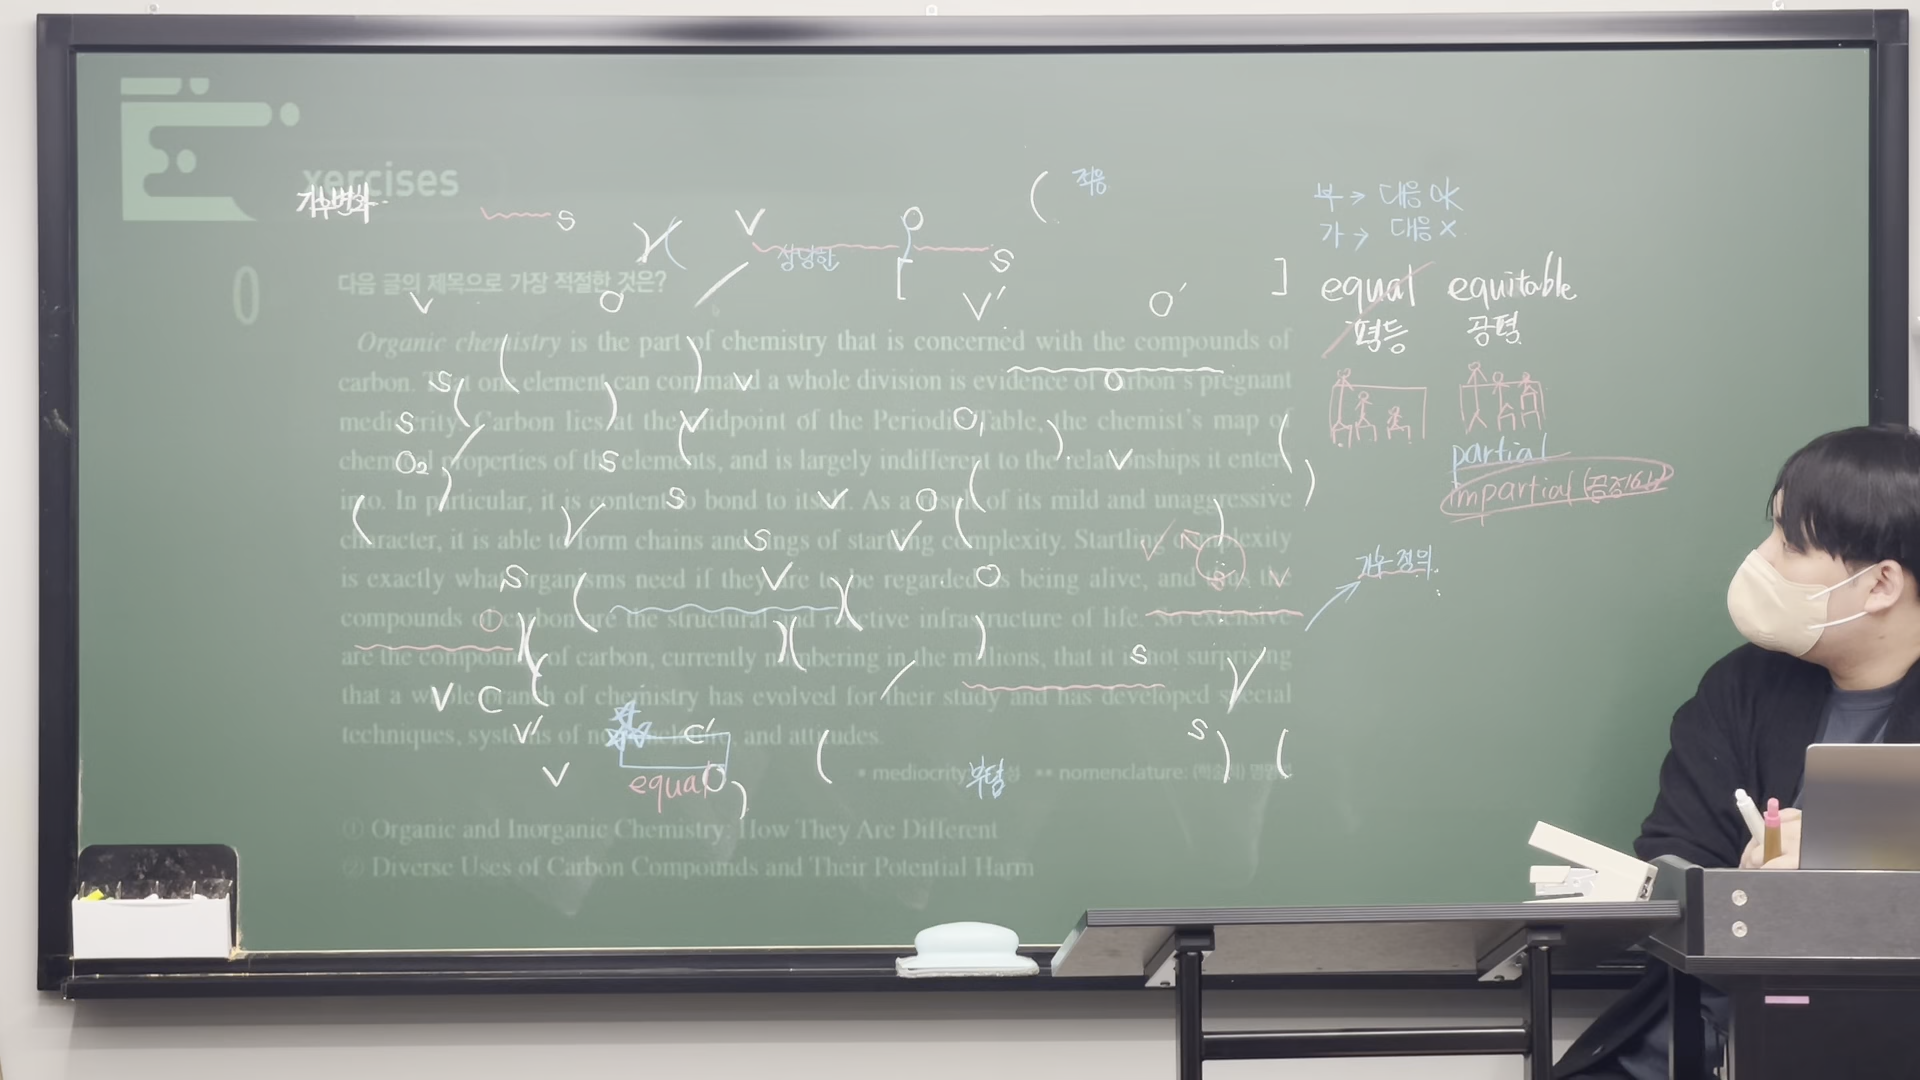 xercises
기후변화
S V O S
( 적응
상당한
부 → 대응 OK
가 → 대응 X
다음 글의 제목으로 가장 적절한 것은?
V O V' O' ]
equal equitable
평등 공평
Organic chemistry is the part of chemistry that is concerned with the compounds of
carbon. That one element can command a whole division is evidence of carbon's pregnant
mediocrity. Carbon lies at the midpoint of the Periodic Table, the chemist's map of
chemical properties of the elements, and is largely indifferent to the relationships it enters
into. In particular, it is content to bond to itself. As a result of its mild and unaggressive
character, it is able to form chains and rings of startling complexity. Startling complexity
is exactly what organisms need if they are to be regarded as being alive, and thus the
compounds of carbon are the structural and reactive infrastructure of life. So extensive
are the compounds of carbon, currently numbering in the millions, that it is not surprising
that a whole branch of chemistry has evolved for their study and has developed special
techniques, systems of nomenclature, and attitudes.
partial
impartial (공정한)
기후 정의
equal
부담
* mediocrity ** nomenclature: (학술적) 명명
① Organic and Inorganic Chemistry: How They Are Different
② Diverse Uses of Carbon Compounds and Their Potential Harm